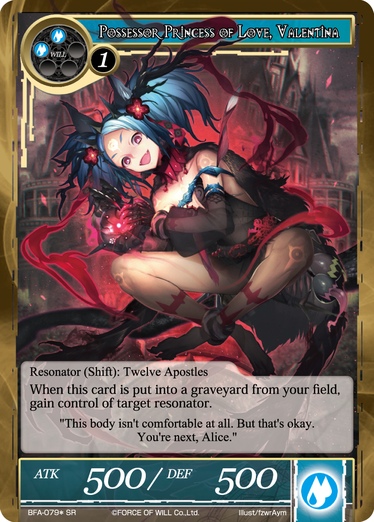 Possessor Princess of Love, Valentina
WILL
1
Resonator (Shift): Twelve Apostles
When this card is put into a graveyard from your field,
gain control of target resonator.
"This body isn't comfortable at all. But that's okay.
You're next, Alice."
ATK 500 / DEF 500
BFA-079* SR ©FORCE OF WILL Co.,Ltd. Illust/fzwrAym